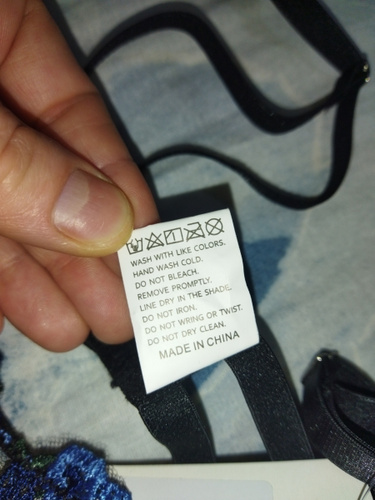 WASH WITH LIKE COLORS.
HAND WASH COLD.
DO NOT BLEACH.
REMOVE PROMPTLY.
LINE DRY IN THE SHADE.
DO NOT IRON.
DO NOT WRING OR TWIST.
DO NOT DRY CLEAN.
MADE IN CHINA